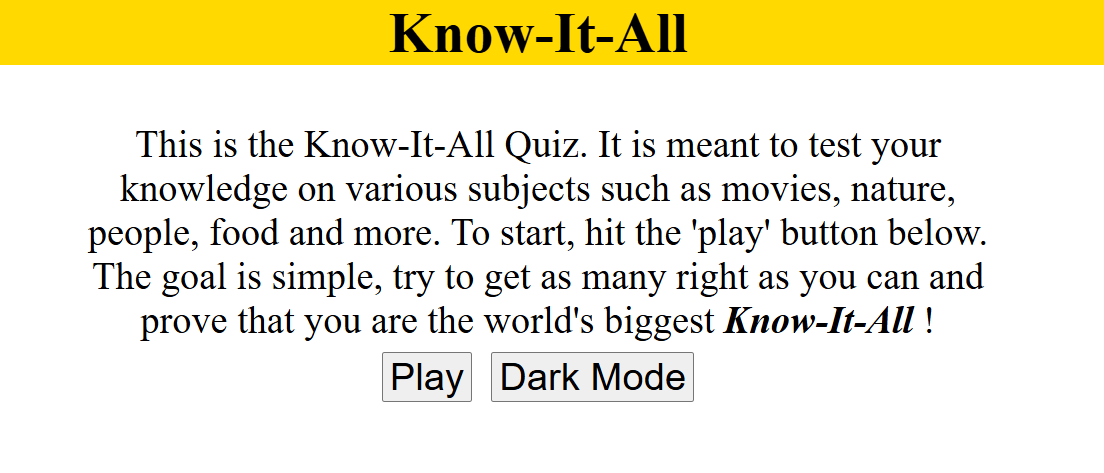 Know-It-All
This is the Know-It-All Quiz. It is meant to test your
knowledge on various subjects such as movies, nature,
people, food and more. To start, hit the 'play' button below.
The goal is simple, try to get as many right as you can and
prove that you are the world's biggest Know-It-All !
Play Dark Mode